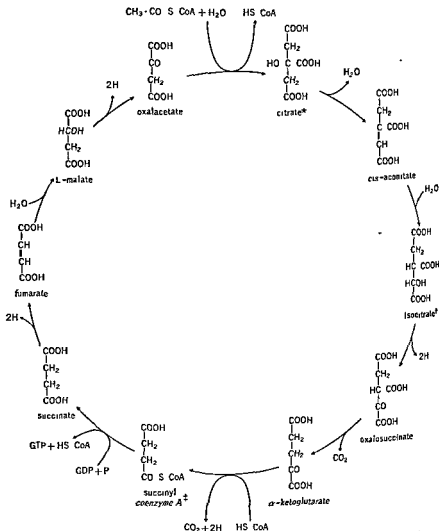 CH₃·CO S CoA + H₂O
HS CoA
COOH
CO
CH₂
COOH
oxalacetate
COOH
CH₂
HO C COOH
CH₂
COOH
citrate*
H₂O
COOH
CH₂
C COOH
CH
COOH
cis-aconitate
H₂O
COOH
CH₂
CH COOH
CHOH
COOH
isocitrate†
2H
COOH
CH₂
CH COOH
CO
COOH
oxalosuccinate
CO₂
COOH
CH₂
CH₂
CO
COOH
α-ketoglutarate
HS CoA
CO₂ + 2H
COOH
CH₂
CH₂
CO S CoA
succinyl
coenzyme A‡
GDP + P
GTP + HS CoA
COOH
CH₂
CH₂
COOH
succinate
2H
COOH
CH
CH
COOH
fumarate
H₂O
COOH
HCOH
CH₂
COOH
L-malate
2H